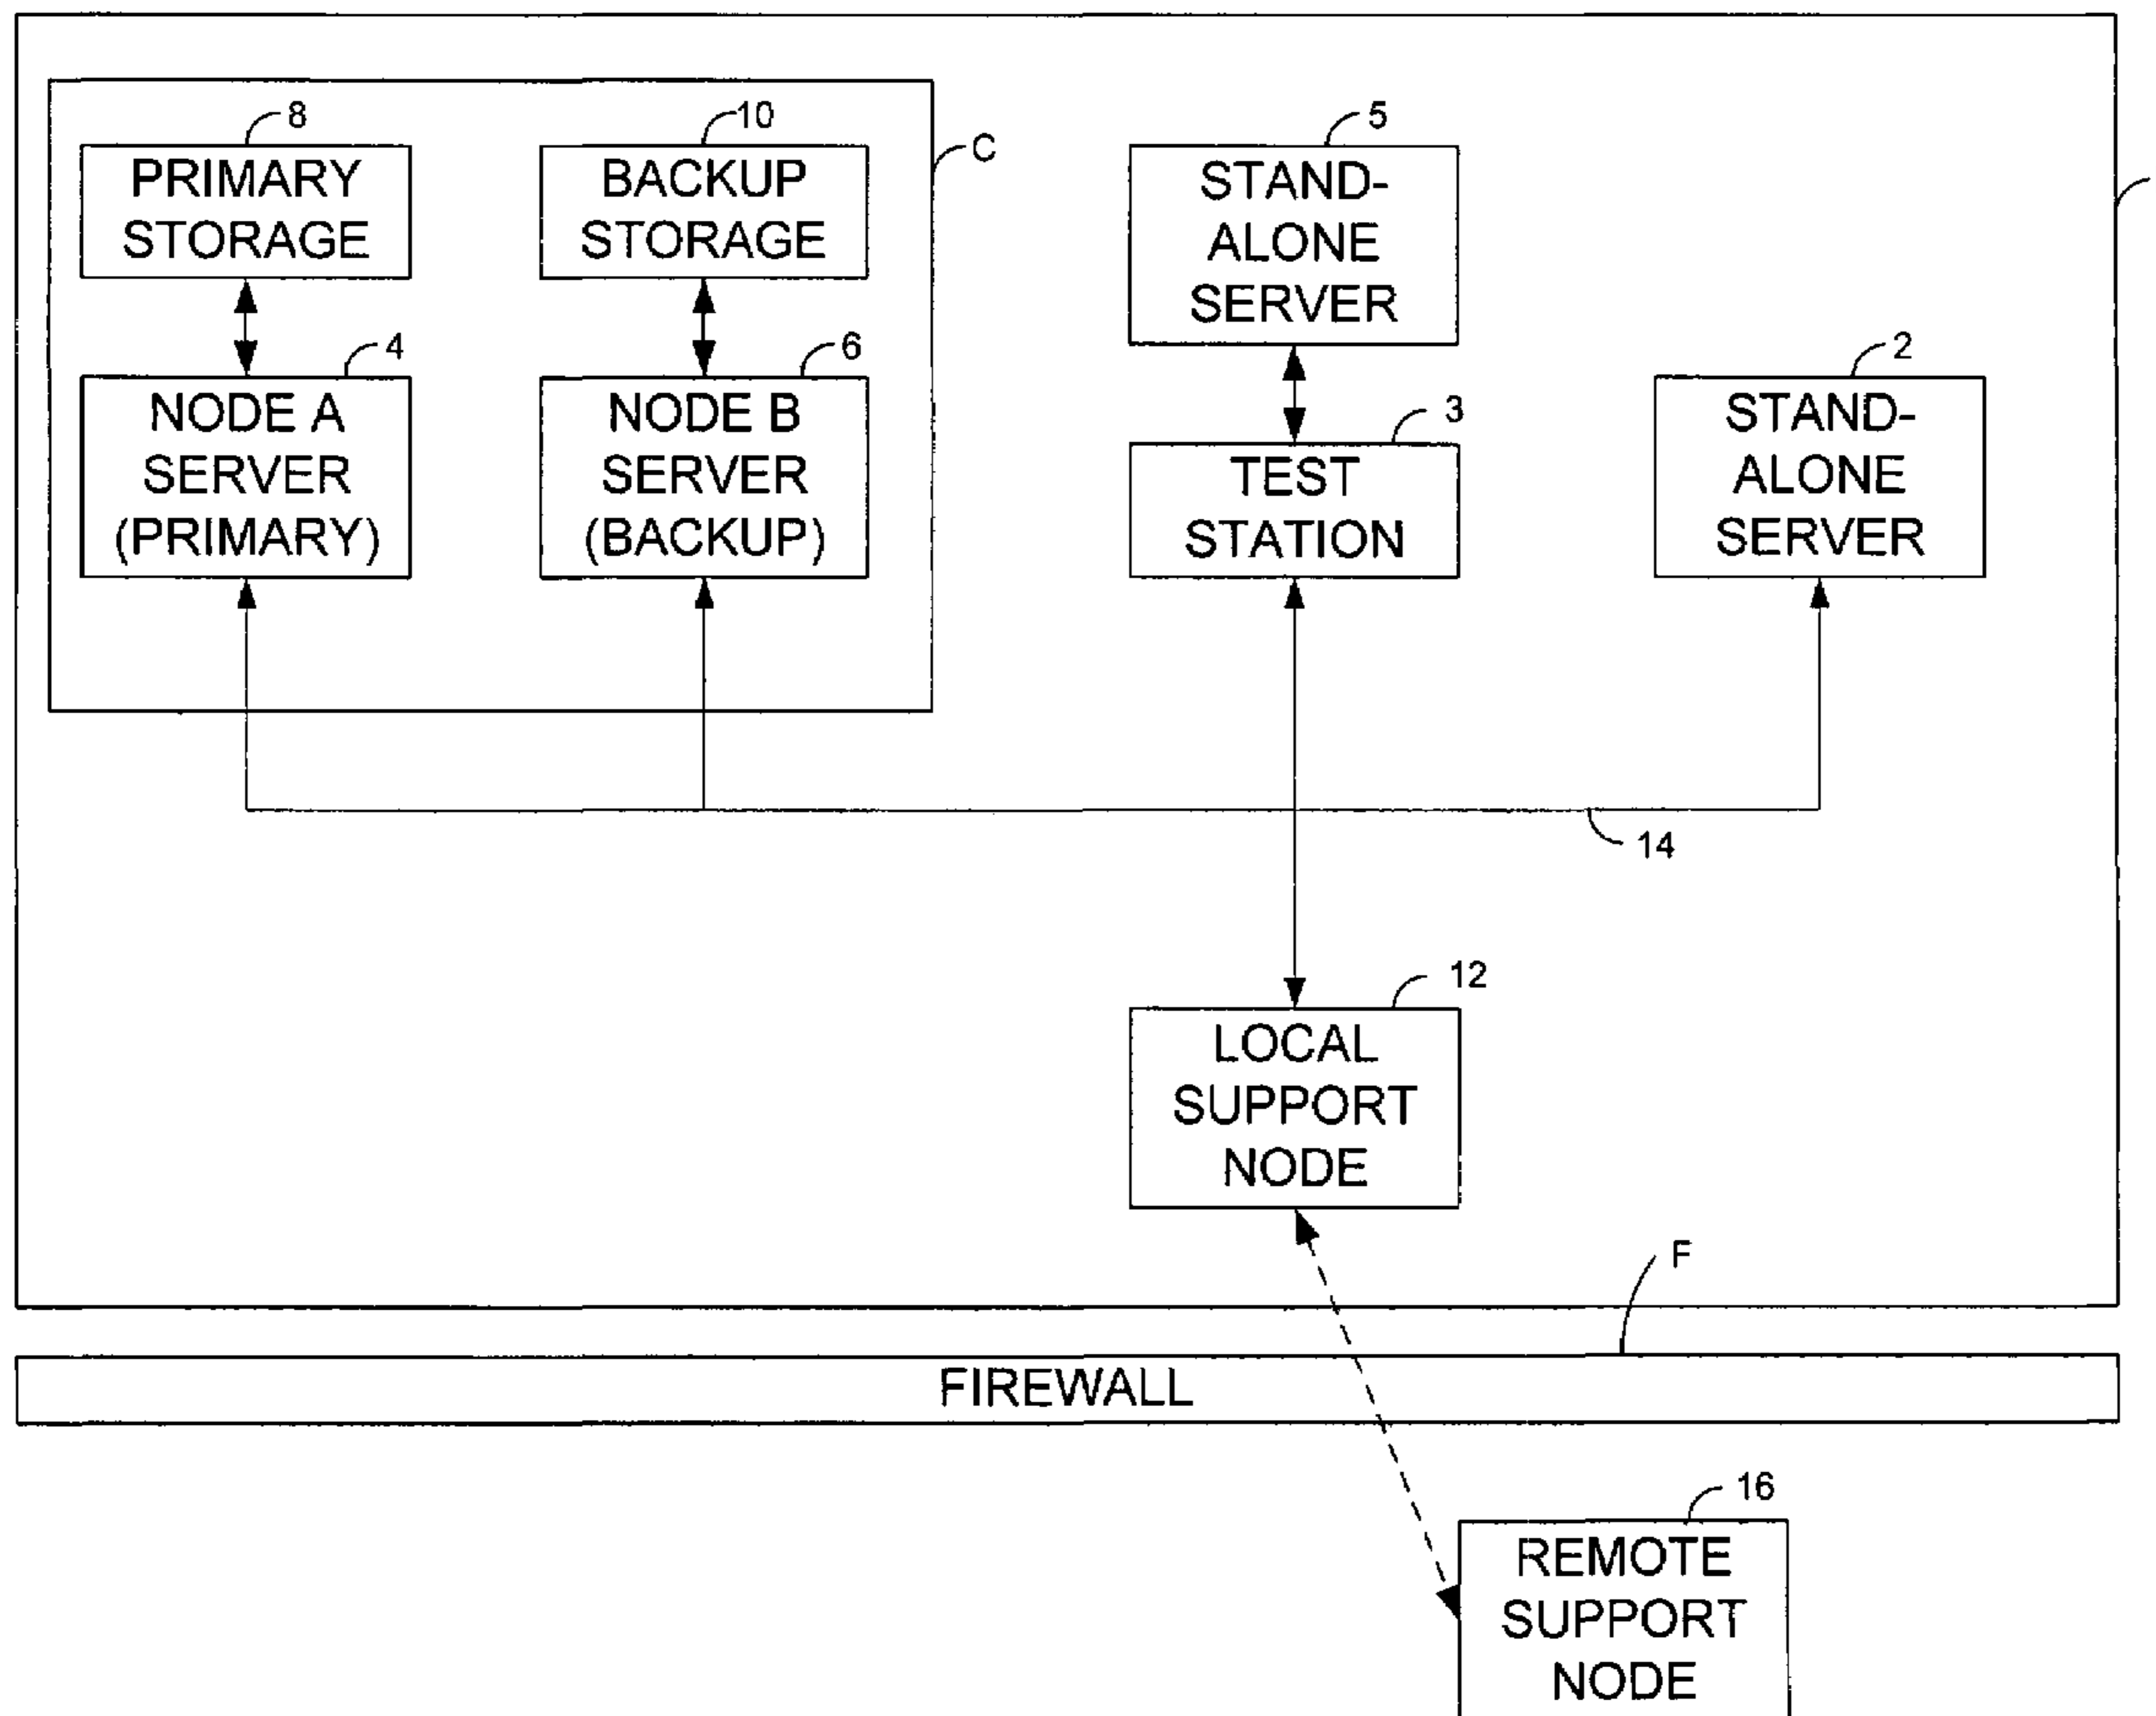 8
PRIMARY
STORAGE
10
BACKUP
STORAGE
C
5
STAND-
ALONE
SERVER
4
NODE A
SERVER
(PRIMARY)
6
NODE B
SERVER
(BACKUP)
3
TEST
STATION
2
STAND-
ALONE
SERVER
14
12
LOCAL
SUPPORT
NODE
F
FIREWALL
16
REMOTE
SUPPORT
NODE